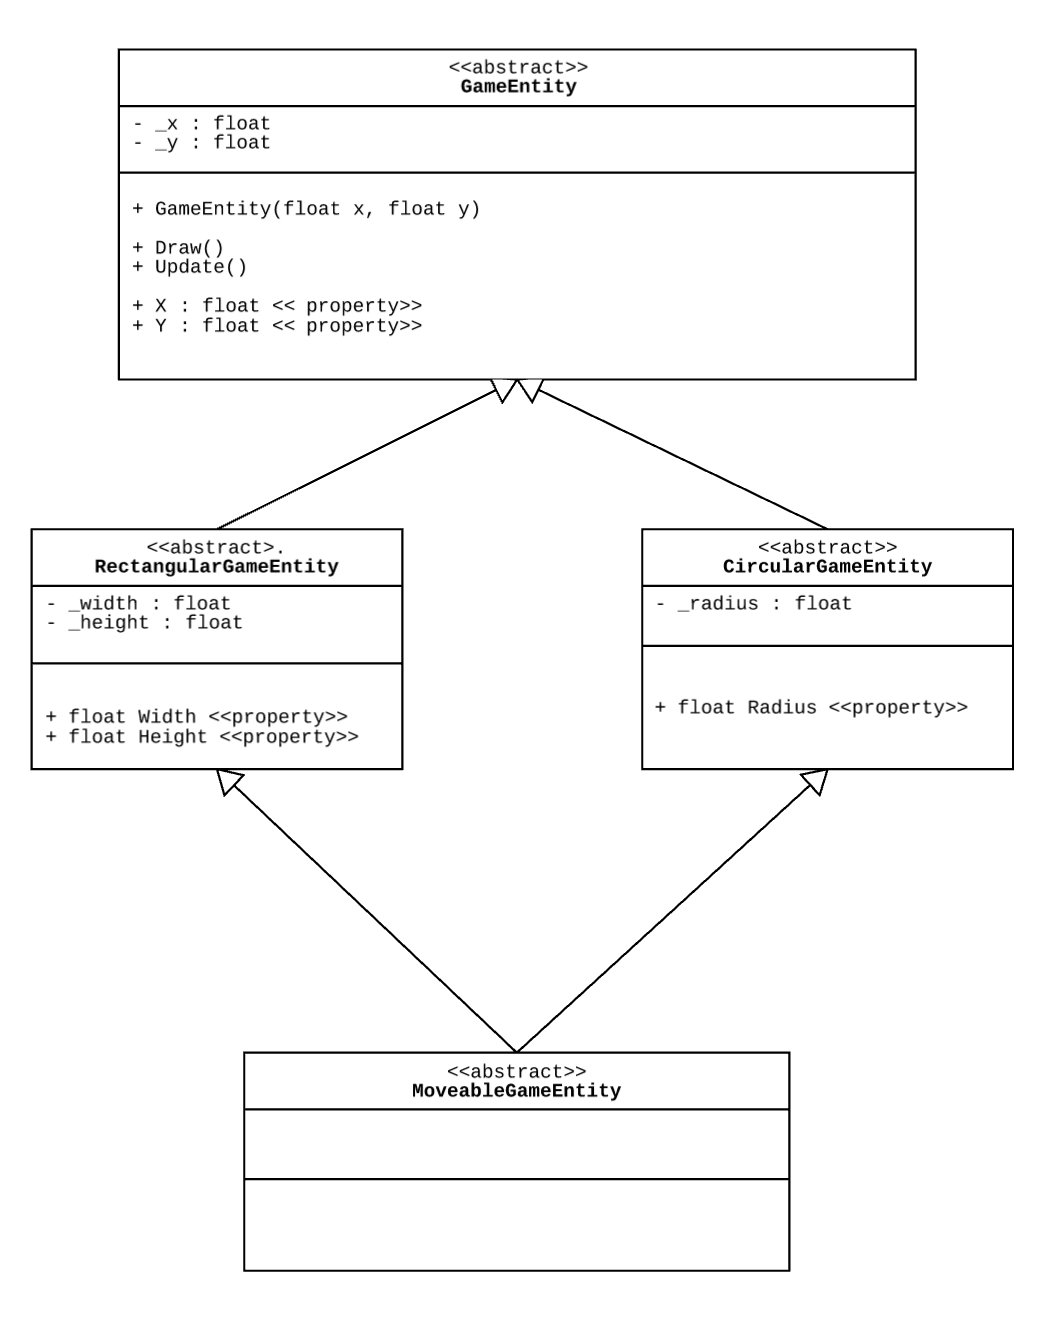 <<abstract>>
GameEntity
- _x : float
- _y : float
+ GameEntity(float x, float y)
+ Draw()
+ Update()
+ X : float << property>>
+ Y : float << property>>
<<abstract>.
RectangularGameEntity
- _width : float
- _height : float
+ float Width <<property>>
+ float Height <<property>>
<<abstract>>
CircularGameEntity
- _radius : float
+ float Radius <<property>>
<<abstract>>
MoveableGameEntity